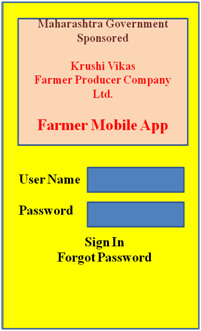 Maharashtra Government
Sponsored
Krushi Vikas
Farmer Producer Company
Ltd.
Farmer Mobile App
User Name
Password
Sign In
Forgot Password